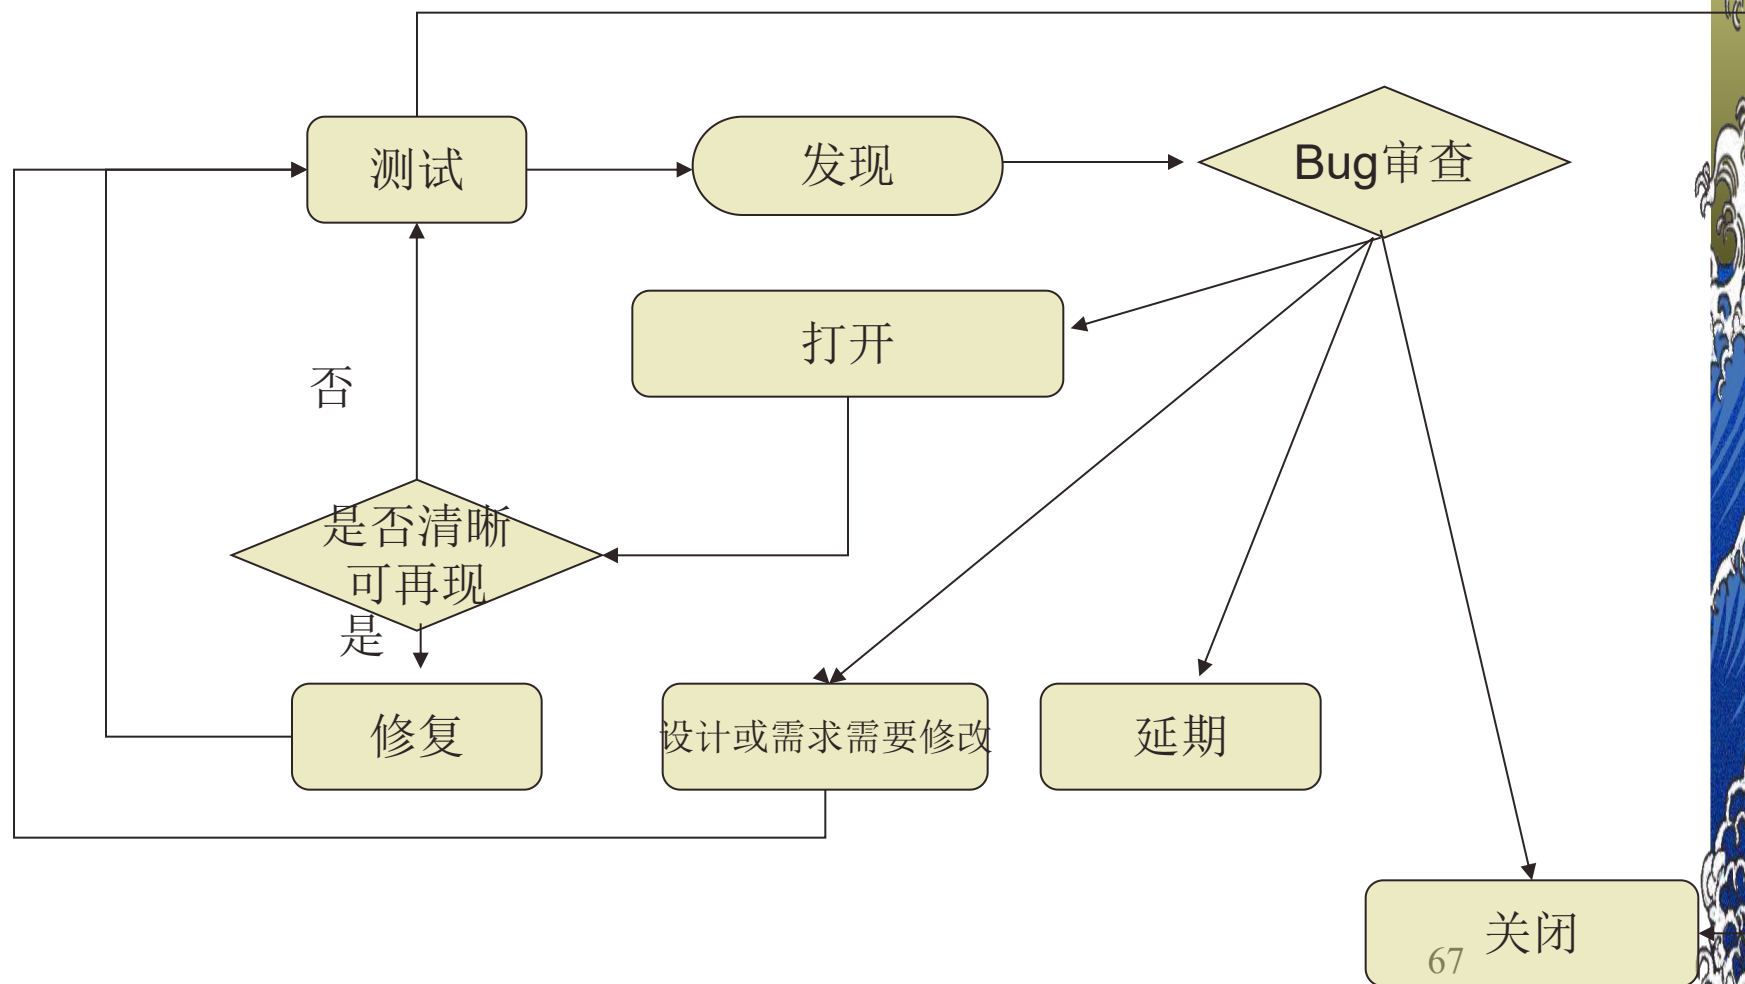 测试
发现
Bug审查
打开
否
是否清晰
可再现
是
修复
设计或需求需要修改
延期
关闭
67